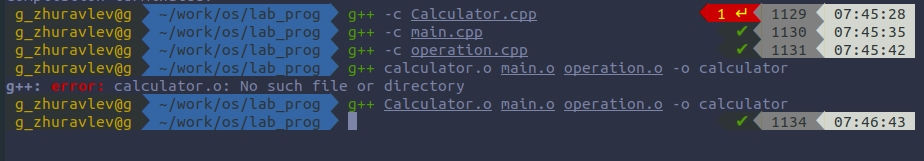 g_zhuravlev@g ~/work/os/lab_prog g++ -c Calculator.cpp 1 ↵ 1129 07:45:28
g_zhuravlev@g ~/work/os/lab_prog g++ -c main.cpp ✔ 1130 07:45:35
g_zhuravlev@g ~/work/os/lab_prog g++ -c operation.cpp ✔ 1131 07:45:42
g_zhuravlev@g ~/work/os/lab_prog g++ calculator.o main.o operation.o -o calculator
g++: error: calculator.o: No such file or directory
g_zhuravlev@g ~/work/os/lab_prog g++ Calculator.o main.o operation.o -o calculator
g_zhuravlev@g ~/work/os/lab_prog ✔ 1134 07:46:43